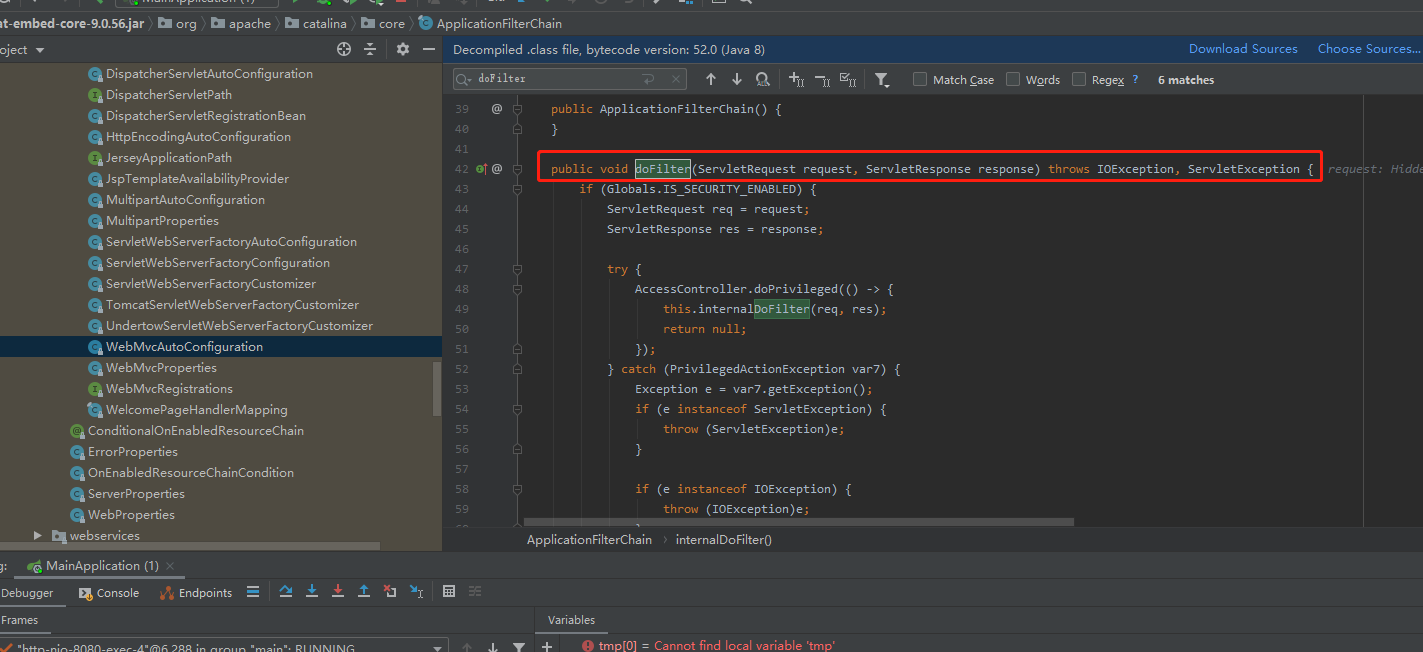 MainApplication (1)
at-embed-core-9.0.56.jar org apache catalina core ApplicationFilterChain
oject
Decompiled .class file, bytecode version: 52.0 (Java 8) Download Sources Choose Sources...
doFilter Match Case Words Regex ? 6 matches
DispatcherServletAutoConfiguration
DispatcherServletPath
DispatcherServletRegistrationBean
HttpEncodingAutoConfiguration
JerseyApplicationPath
JspTemplateAvailabilityProvider
MultipartAutoConfiguration
MultipartProperties
ServletWebServerFactoryAutoConfiguration
ServletWebServerFactoryConfiguration
ServletWebServerFactoryCustomizer
TomcatServletWebServerFactoryCustomizer
UndertowServletWebServerFactoryCustomizer
WebMvcAutoConfiguration
WebMvcProperties
WebMvcRegistrations
WelcomePageHandlerMapping
ConditionalOnEnabledResourceChain
ErrorProperties
OnEnabledResourceChainCondition
ServerProperties
WebProperties
webservices
39 @ public ApplicationFilterChain() {
40 }
41
42 @ public void doFilter(ServletRequest request, ServletResponse response) throws IOException, ServletException { request: Hidde
43 if (Globals.IS_SECURITY_ENABLED) {
44 ServletRequest req = request;
45 ServletResponse res = response;
46
47 try {
48 AccessController.doPrivileged(() -> {
49 this.internalDoFilter(req, res);
50 return null;
51 });
52 } catch (PrivilegedActionException var7) {
53 Exception e = var7.getException();
54 if (e instanceof ServletException) {
55 throw (ServletException)e;
56 }
57
58 if (e instanceof IOException) {
59 throw (IOException)e;
ApplicationFilterChain internalDoFilter()
g: MainApplication (1)
Debugger Console Endpoints
Frames
Variables
"http-nio-8080-exec-4"@6,288 in group "main": RUNNING
tmp[0] = Cannot find local variable 'tmp'